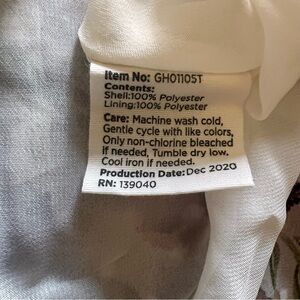 Item No: GH01105T
Contents:
Shell:100% Polyester
Lining:100% Polyester
Care: Machine wash cold,
Gentle cycle with like colors,
Only non-chlorine bleached
if needed, Tumble dry low.
Cool iron if needed.
Production Date:Dec 2020
RN: 139040